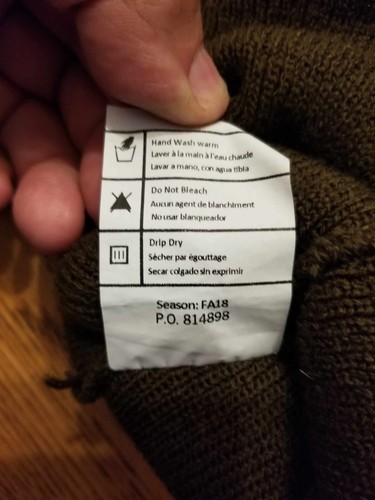 Hand Wash warm
Laver à la main à l'eau chaude
Lavar a mano, con agua tibla
Do Not Bleach
Aucun agent de blanchiment
No usar blanqueador
Drip Dry
Sécher par égouttage
Secar colgado sin exprimir
Season: FA18
P.O. 814898